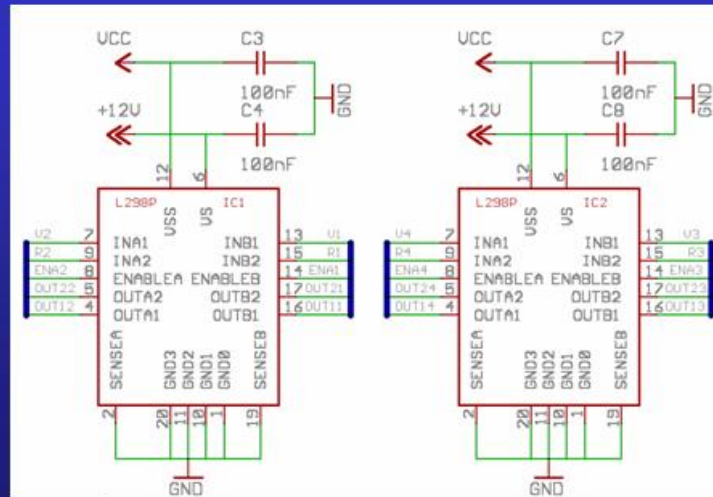 VCC C3 VCC C7
100nF GND 100nF GND
+12V C4 +12V C8
100nF 100nF
12 6 12 6
L298P IC1 L298P IC2
VSS VS VSS VS
V2 7 INA1 INB1 13 V1 V4 7 INA1 INB1 13 V3
R2 9 INA2 INB2 15 R1 R4 9 INA2 INB2 15 R3
ENA2 8 ENABLEA ENABLEB 14 ENA1 ENA4 8 ENABLEA ENABLEB 14 ENA3
OUT22 5 OUTA2 OUTB2 17 OUT21 OUT24 5 OUTA2 OUTB2 17 OUT23
OUT12 4 OUTA1 OUTB1 16 OUT11 OUT14 4 OUTA1 OUTB1 16 OUT13
SENSEA GND3 GND2 GND1 GND0 SENSEB SENSEA GND3 GND2 GND1 GND0 SENSEB
2 20 11 10 1 19 2 20 11 10 1 19
GND GND